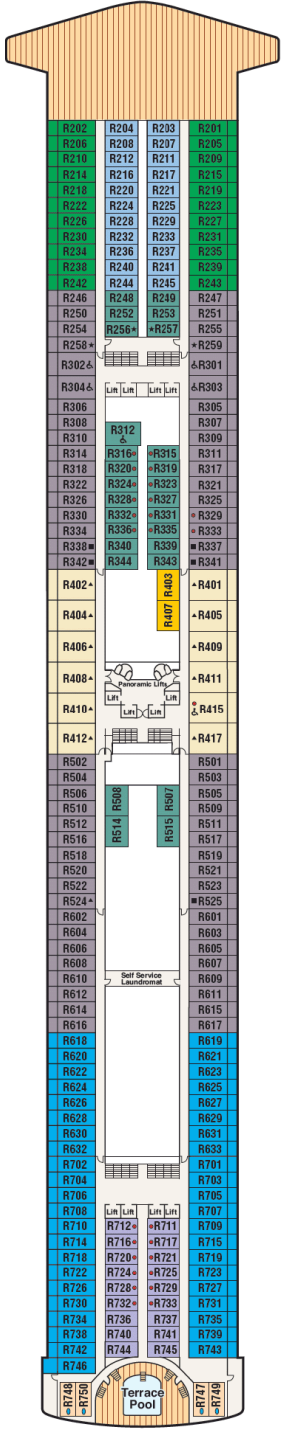 R202 R204 R203 R201
R206 R208 R207 R205
R210 R212 R211 R209
R214 R216 R217 R215
R218 R220 R221 R219
R222 R224 R225 R223
R226 R228 R229 R227
R230 R232 R233 R231
R234 R236 R237 R235
R238 R240 R241 R239
R242 R244 R245 R243
R246 R248 R249 R247
R250 R252 R253 R251
R254 R256★ ★R257 R255
R258★ ★R259
R302♿ ♿R301
R304♿ Lift Lift Lift Lift ♿R303
R306 R305
R308 R307
R310 R312♿ R309
R314 R316 R315 R311
R318 R320 R319 R317
R322 R324 R323 R321
R326 R328 R327 R325
R330 R332 R331 R329
R334 R336 R335 R333
R338■ R340 R339 ■R337
R342■ R344 R343 ■R341
R402▲ R403 ▲R401
R404▲ R407 ▲R405
R406▲ ▲R409
R408▲ ▲R411
Panoramic Lifts
Lift Lift
R410▲ Lift Lift ♿R415
R412▲ ▲R417
R502 R501
R504 R503
R506 R508 R507 R505
R510 R509
R512 R514 R515 R511
R516 R517
R518 R519
R520 R521
R522 R523
R524▲ ■R525
R602 R601
R604 R603
R606 R605
R608 R607
R610 Self Service R609
Laundromat
R612 R611
R614 R615
R616 R617
R618 R619
R620 R621
R622 R623
R624 R625
R626 R627
R628 R629
R630 R631
R632 R633
R702 R701
R704 R703
R706 R705
R708 Lift Lift Lift Lift R707
R710 R712 R711 R709
R714 R716 R717 R715
R718 R720 R721 R719
R722 R724 R725 R723
R726 R728 R729 R727
R730 R732 R733 R731
R734 R736 R737 R735
R738 R740 R741 R739
R742 R744 R745 R743
R746
R748 R750 Terrace R747 R749
Pool